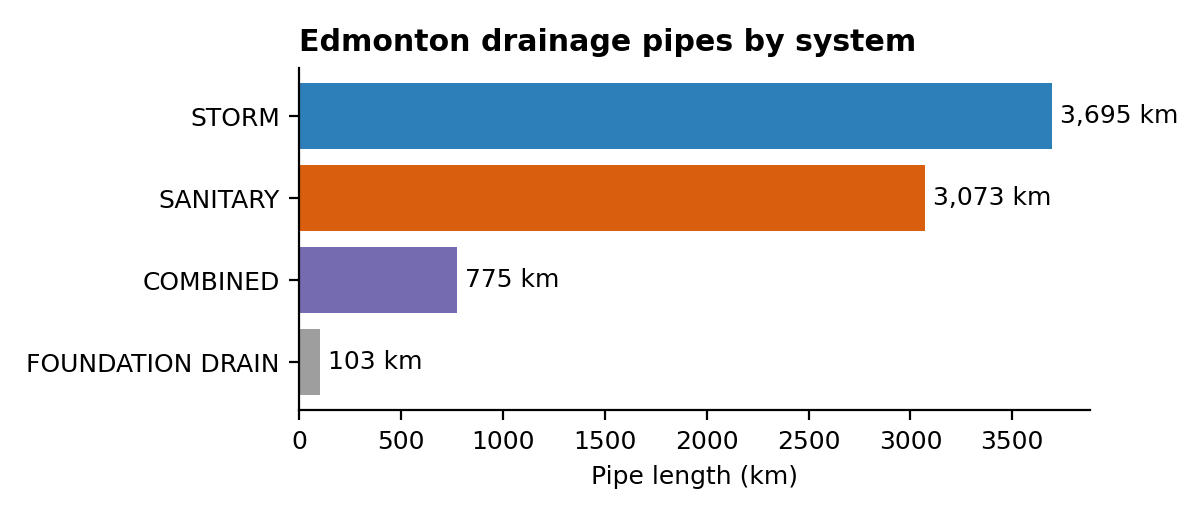 Edmonton drainage pipes by system
STORM
3,695 km
SANITARY
3,073 km
COMBINED
775 km
FOUNDATION DRAIN
103 km
0 500 1000 1500 2000 2500 3000 3500
Pipe length (km)